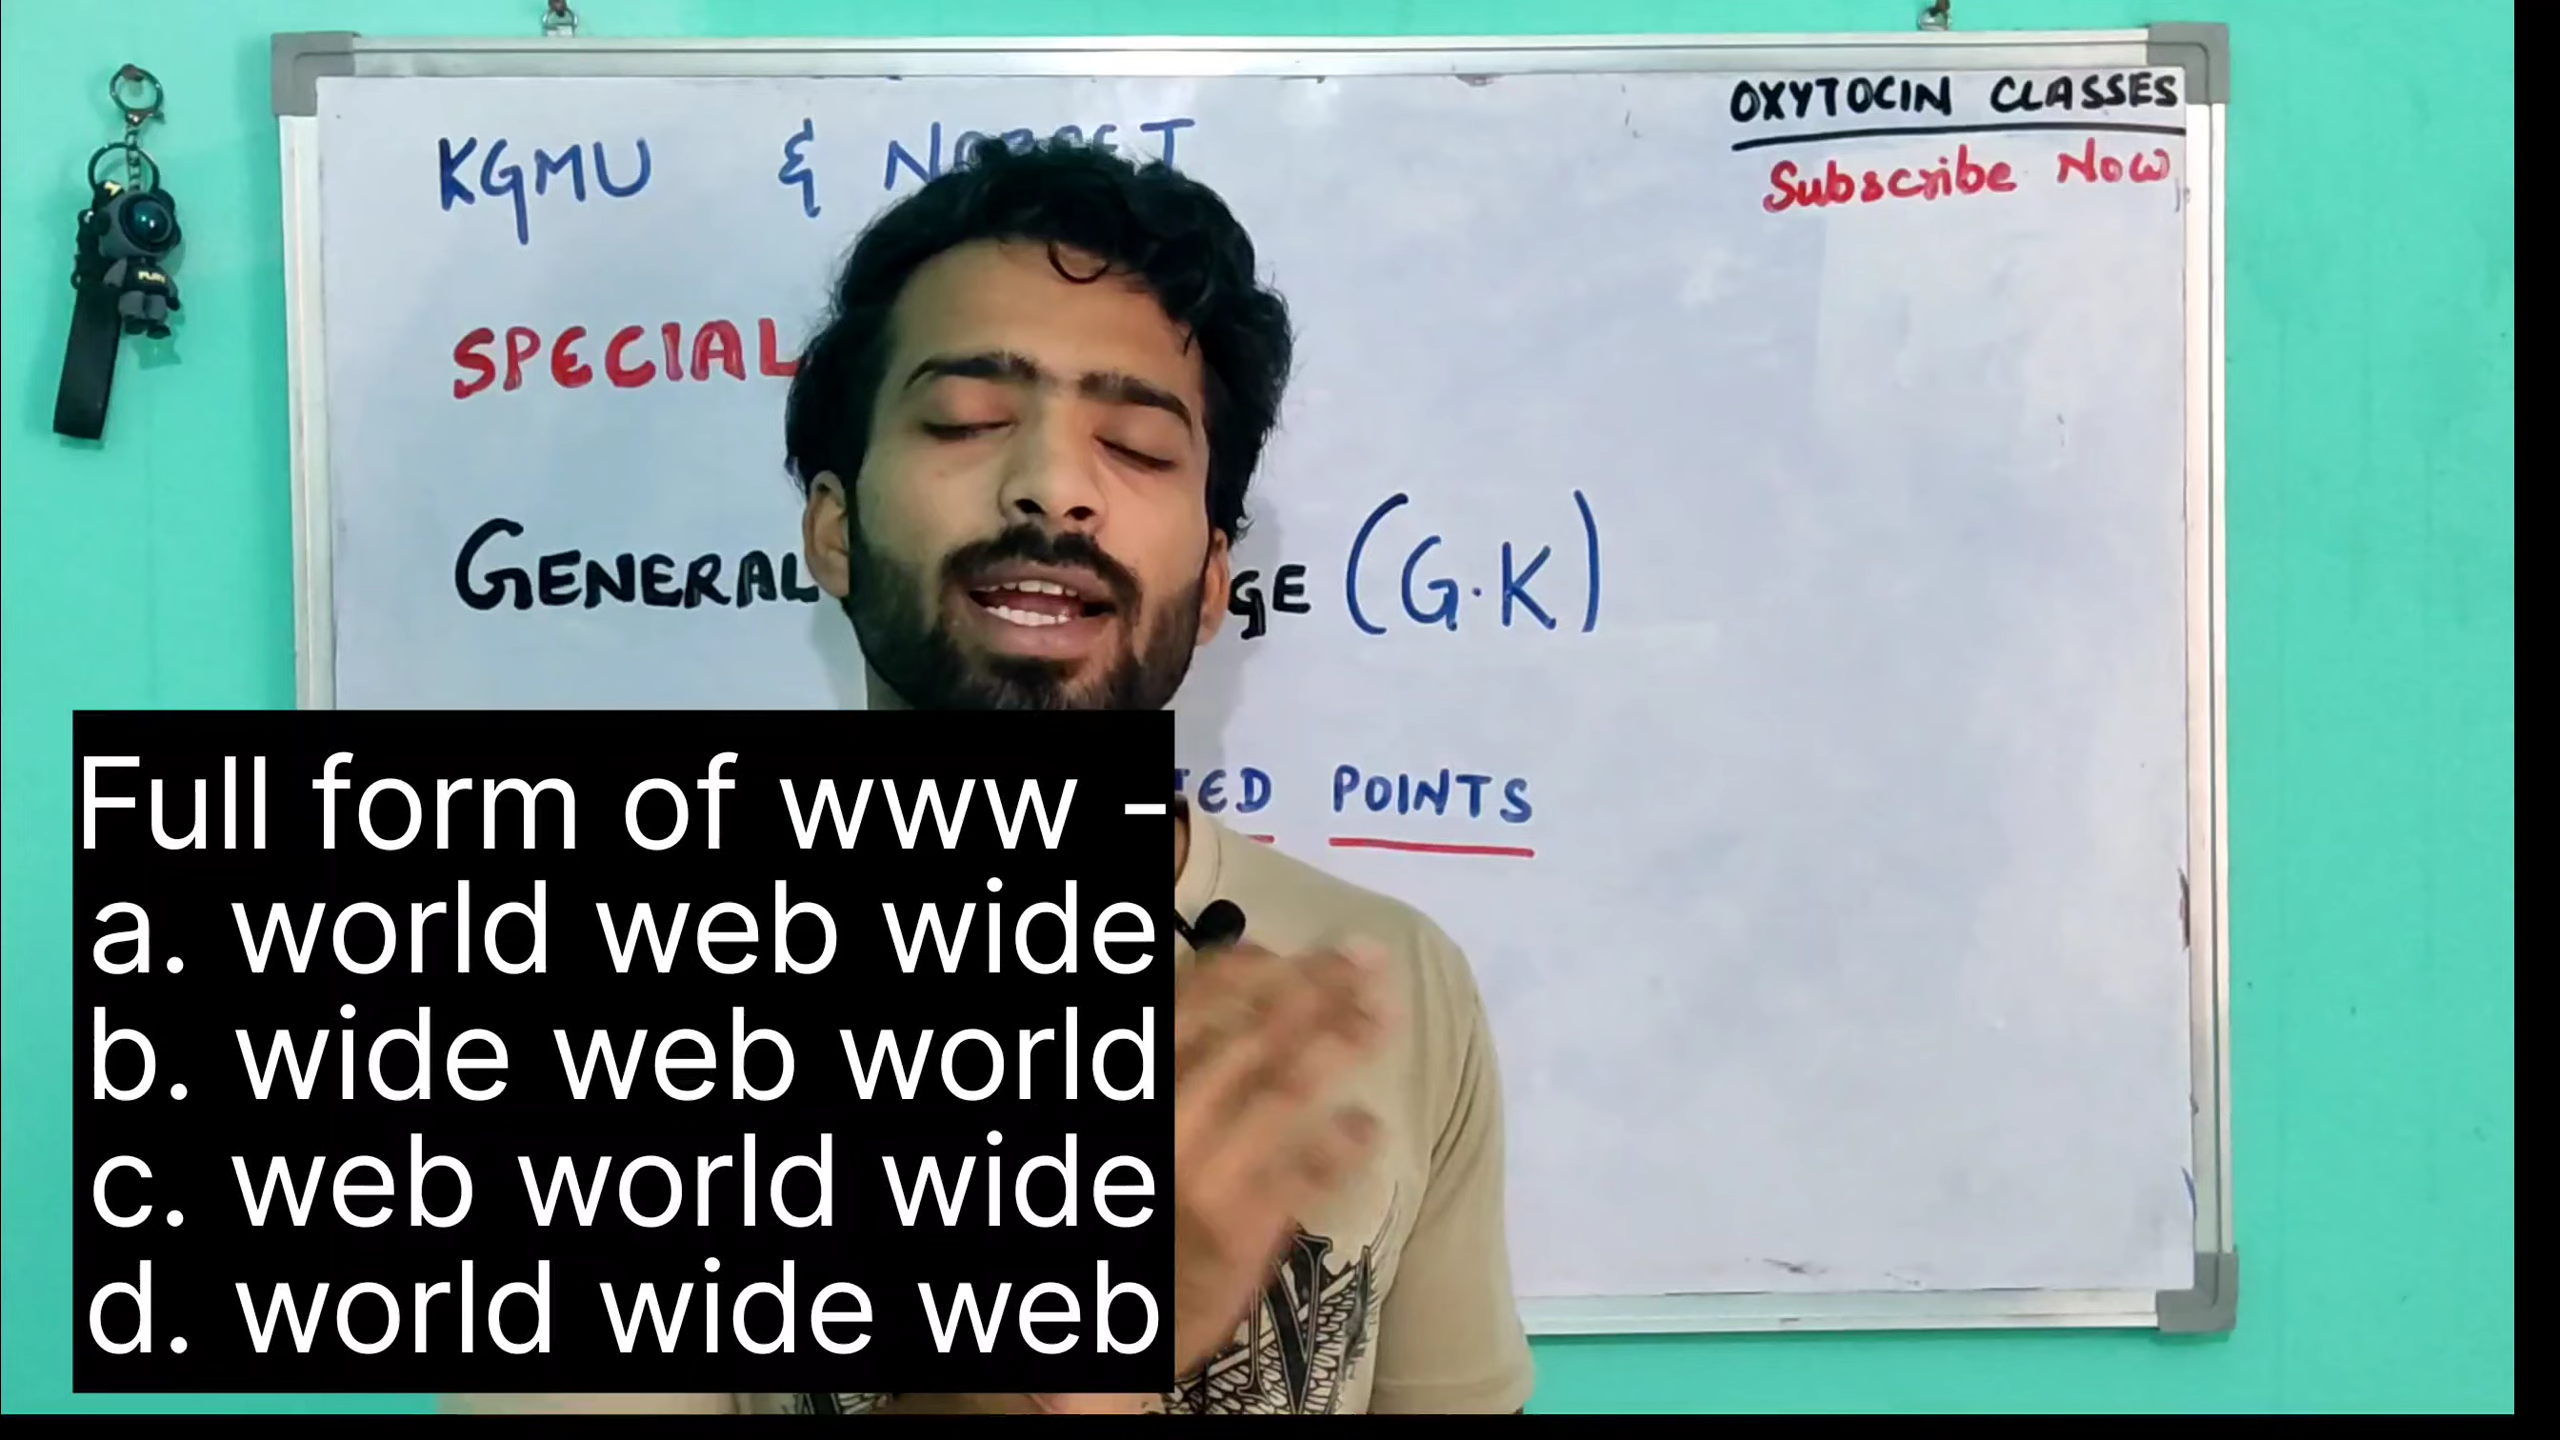 OXYTOCIN CLASSES
Subscribe Now
KGMU & N
SPECIAL
GENERAL GE (G.K)
ED POINTS
Full form of www -
a. world web wide
b. wide web world
c. web world wide
d. world wide web